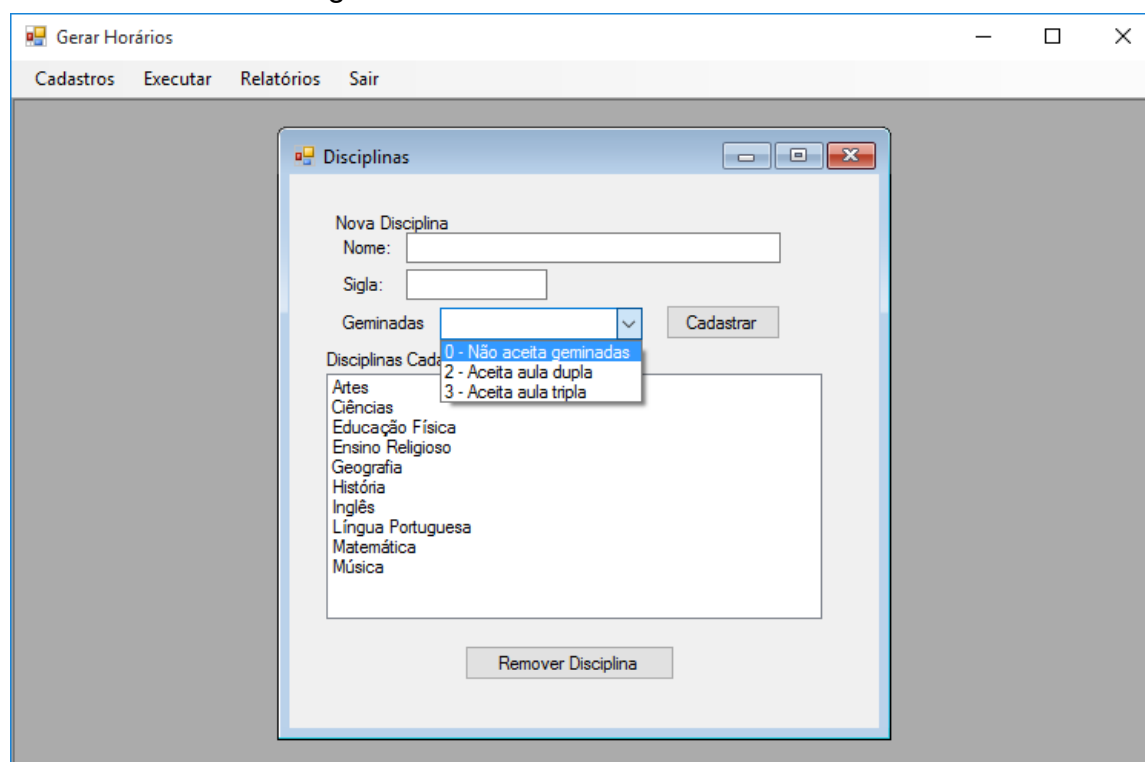 Gerar Horários
Cadastros Executar Relatórios Sair
Disciplinas
Nova Disciplina
Nome:
Sigla:
Geminadas Cadastrar
0 - Não aceita geminadas
Disciplinas Cada
2 - Aceita aula dupla
3 - Aceita aula tripla
Artes
Ciências
Educação Física
Ensino Religioso
Geografia
História
Inglês
Língua Portuguesa
Matemática
Música
Remover Disciplina